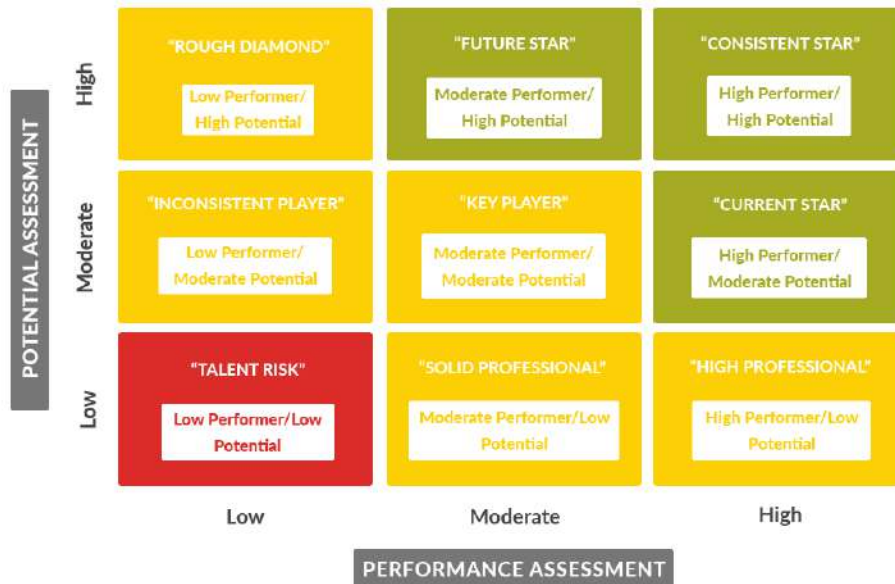 POTENTIAL ASSESSMENT
High
"ROUGH DIAMOND"
Low Performer/
High Potential
"FUTURE STAR"
Moderate Performer/
High Potential
"CONSISTENT STAR"
High Performer/
High Potential
Moderate
"INCONSISTENT PLAYER"
Low Performer/
Moderate Potential
"KEY PLAYER"
Moderate Performer/
Moderate Potential
"CURRENT STAR"
High Performer/
Moderate Potential
Low
"TALENT RISK"
Low Performer/Low
Potential
"SOLID PROFESSIONAL"
Moderate Performer/Low
Potential
"HIGH PROFESSIONAL"
High Performer/Low
Potential
Low
Moderate
High
PERFORMANCE ASSESSMENT